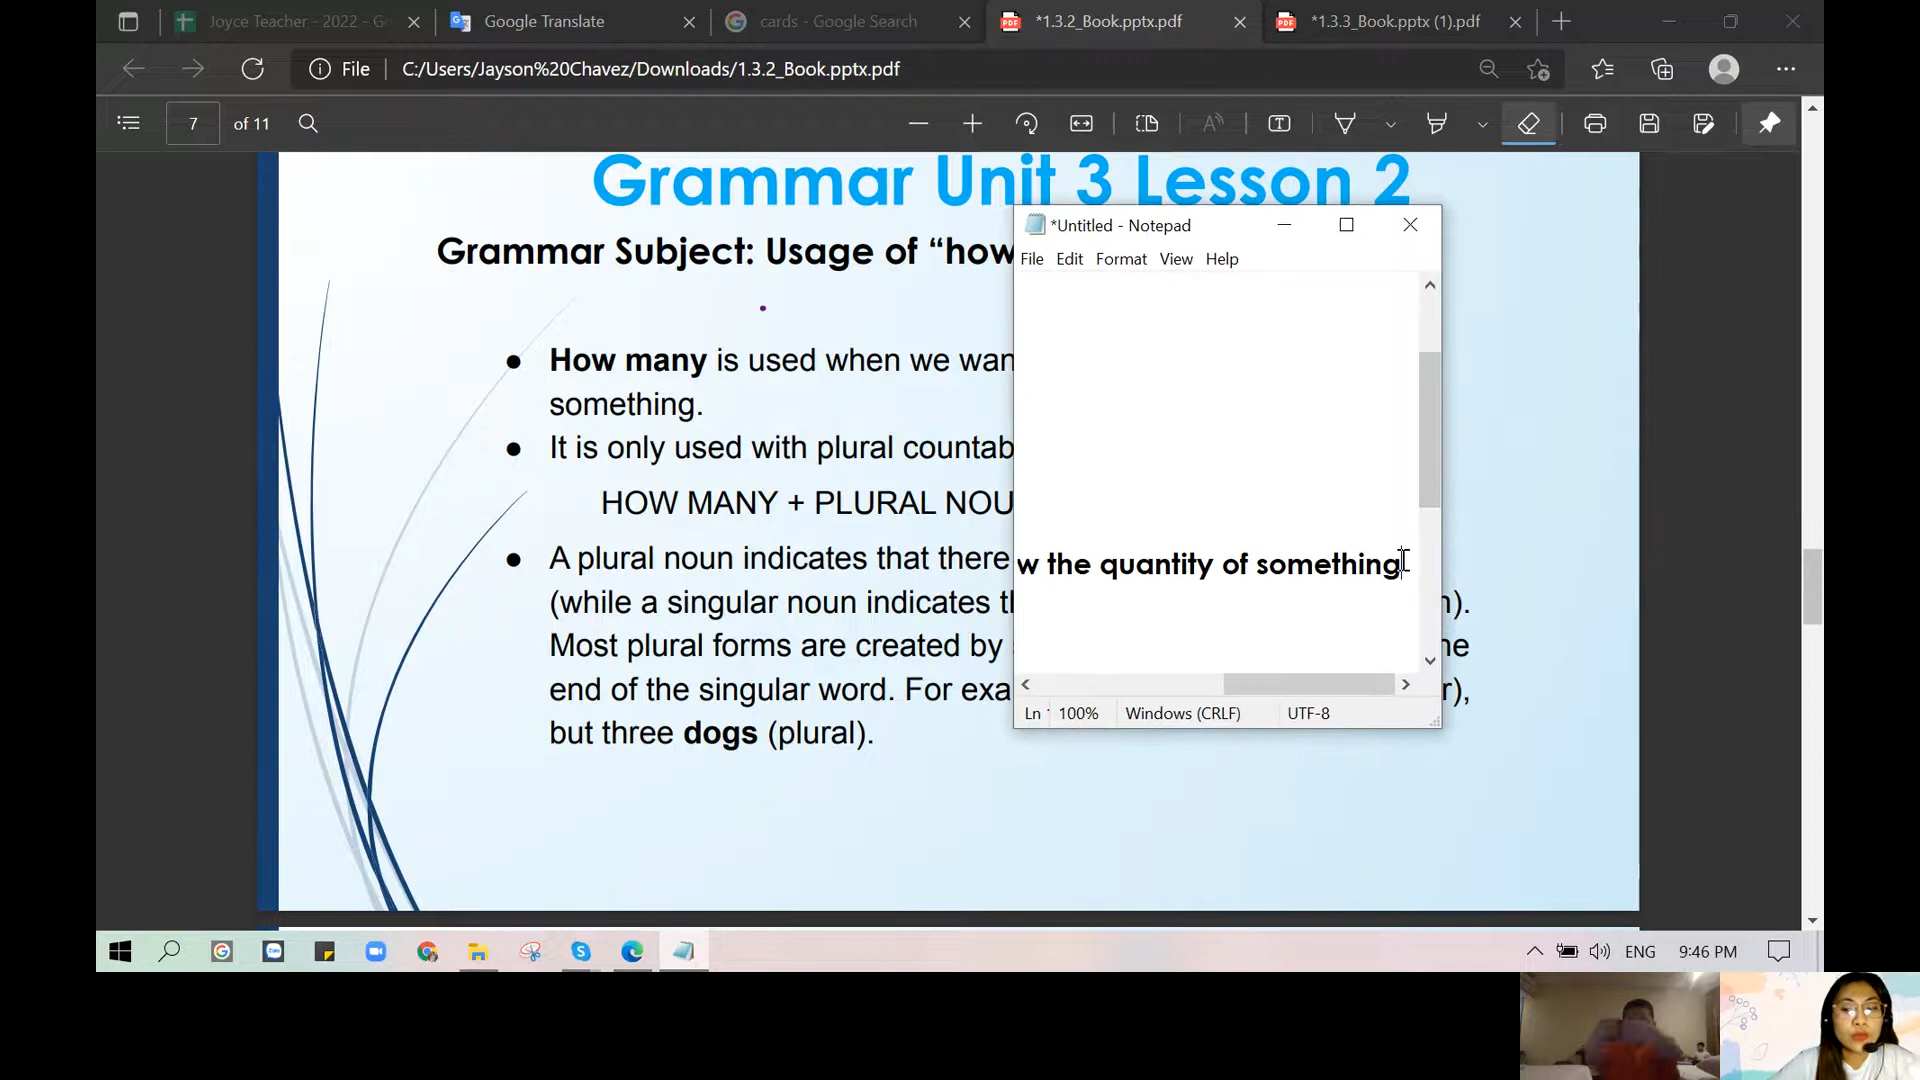 Joyce Teacher - 2022 - Go
Google Translate
cards - Google Search
*1.3.2_Book.pptx.pdf
*1.3.3_Book.pptx (1).pdf
File
C:/Users/Jayson%20Chavez/Downloads/1.3.2_Book.pptx.pdf
7 of 11
Grammar Unit 3 Lesson 2
Grammar Subject: Usage of “how
How many is used when we wan
something.
It is only used with plural countab
HOW MANY + PLURAL NOU
A plural noun indicates that there
(while a singular noun indicates th
n).
Most plural forms are created by
he
end of the singular word. For exa
r),
but three dogs (plural).
*Untitled - Notepad
File Edit Format View Help
w the quantity of something
Ln 100% Windows (CRLF) UTF-8
Zalo
ENG 9:46 PM